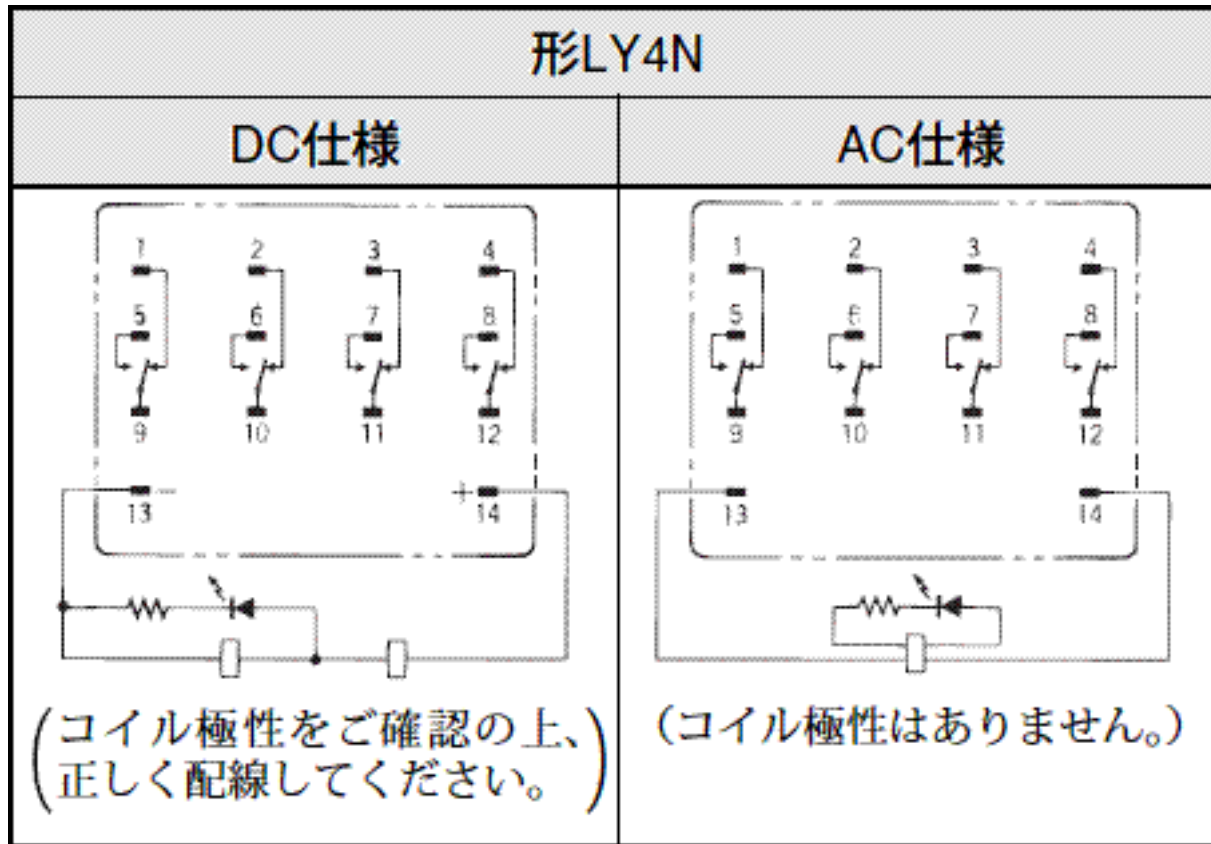 形LY4N
DC仕様
AC仕様
1 2 3 4
5 6 7 8
9 10 11 12
13 - + 14
1 2 3 4
5 6 7 8
9 10 11 12
13 14
(コイル極性をご確認の上、
正しく配線してください。)
(コイル極性はありません。)